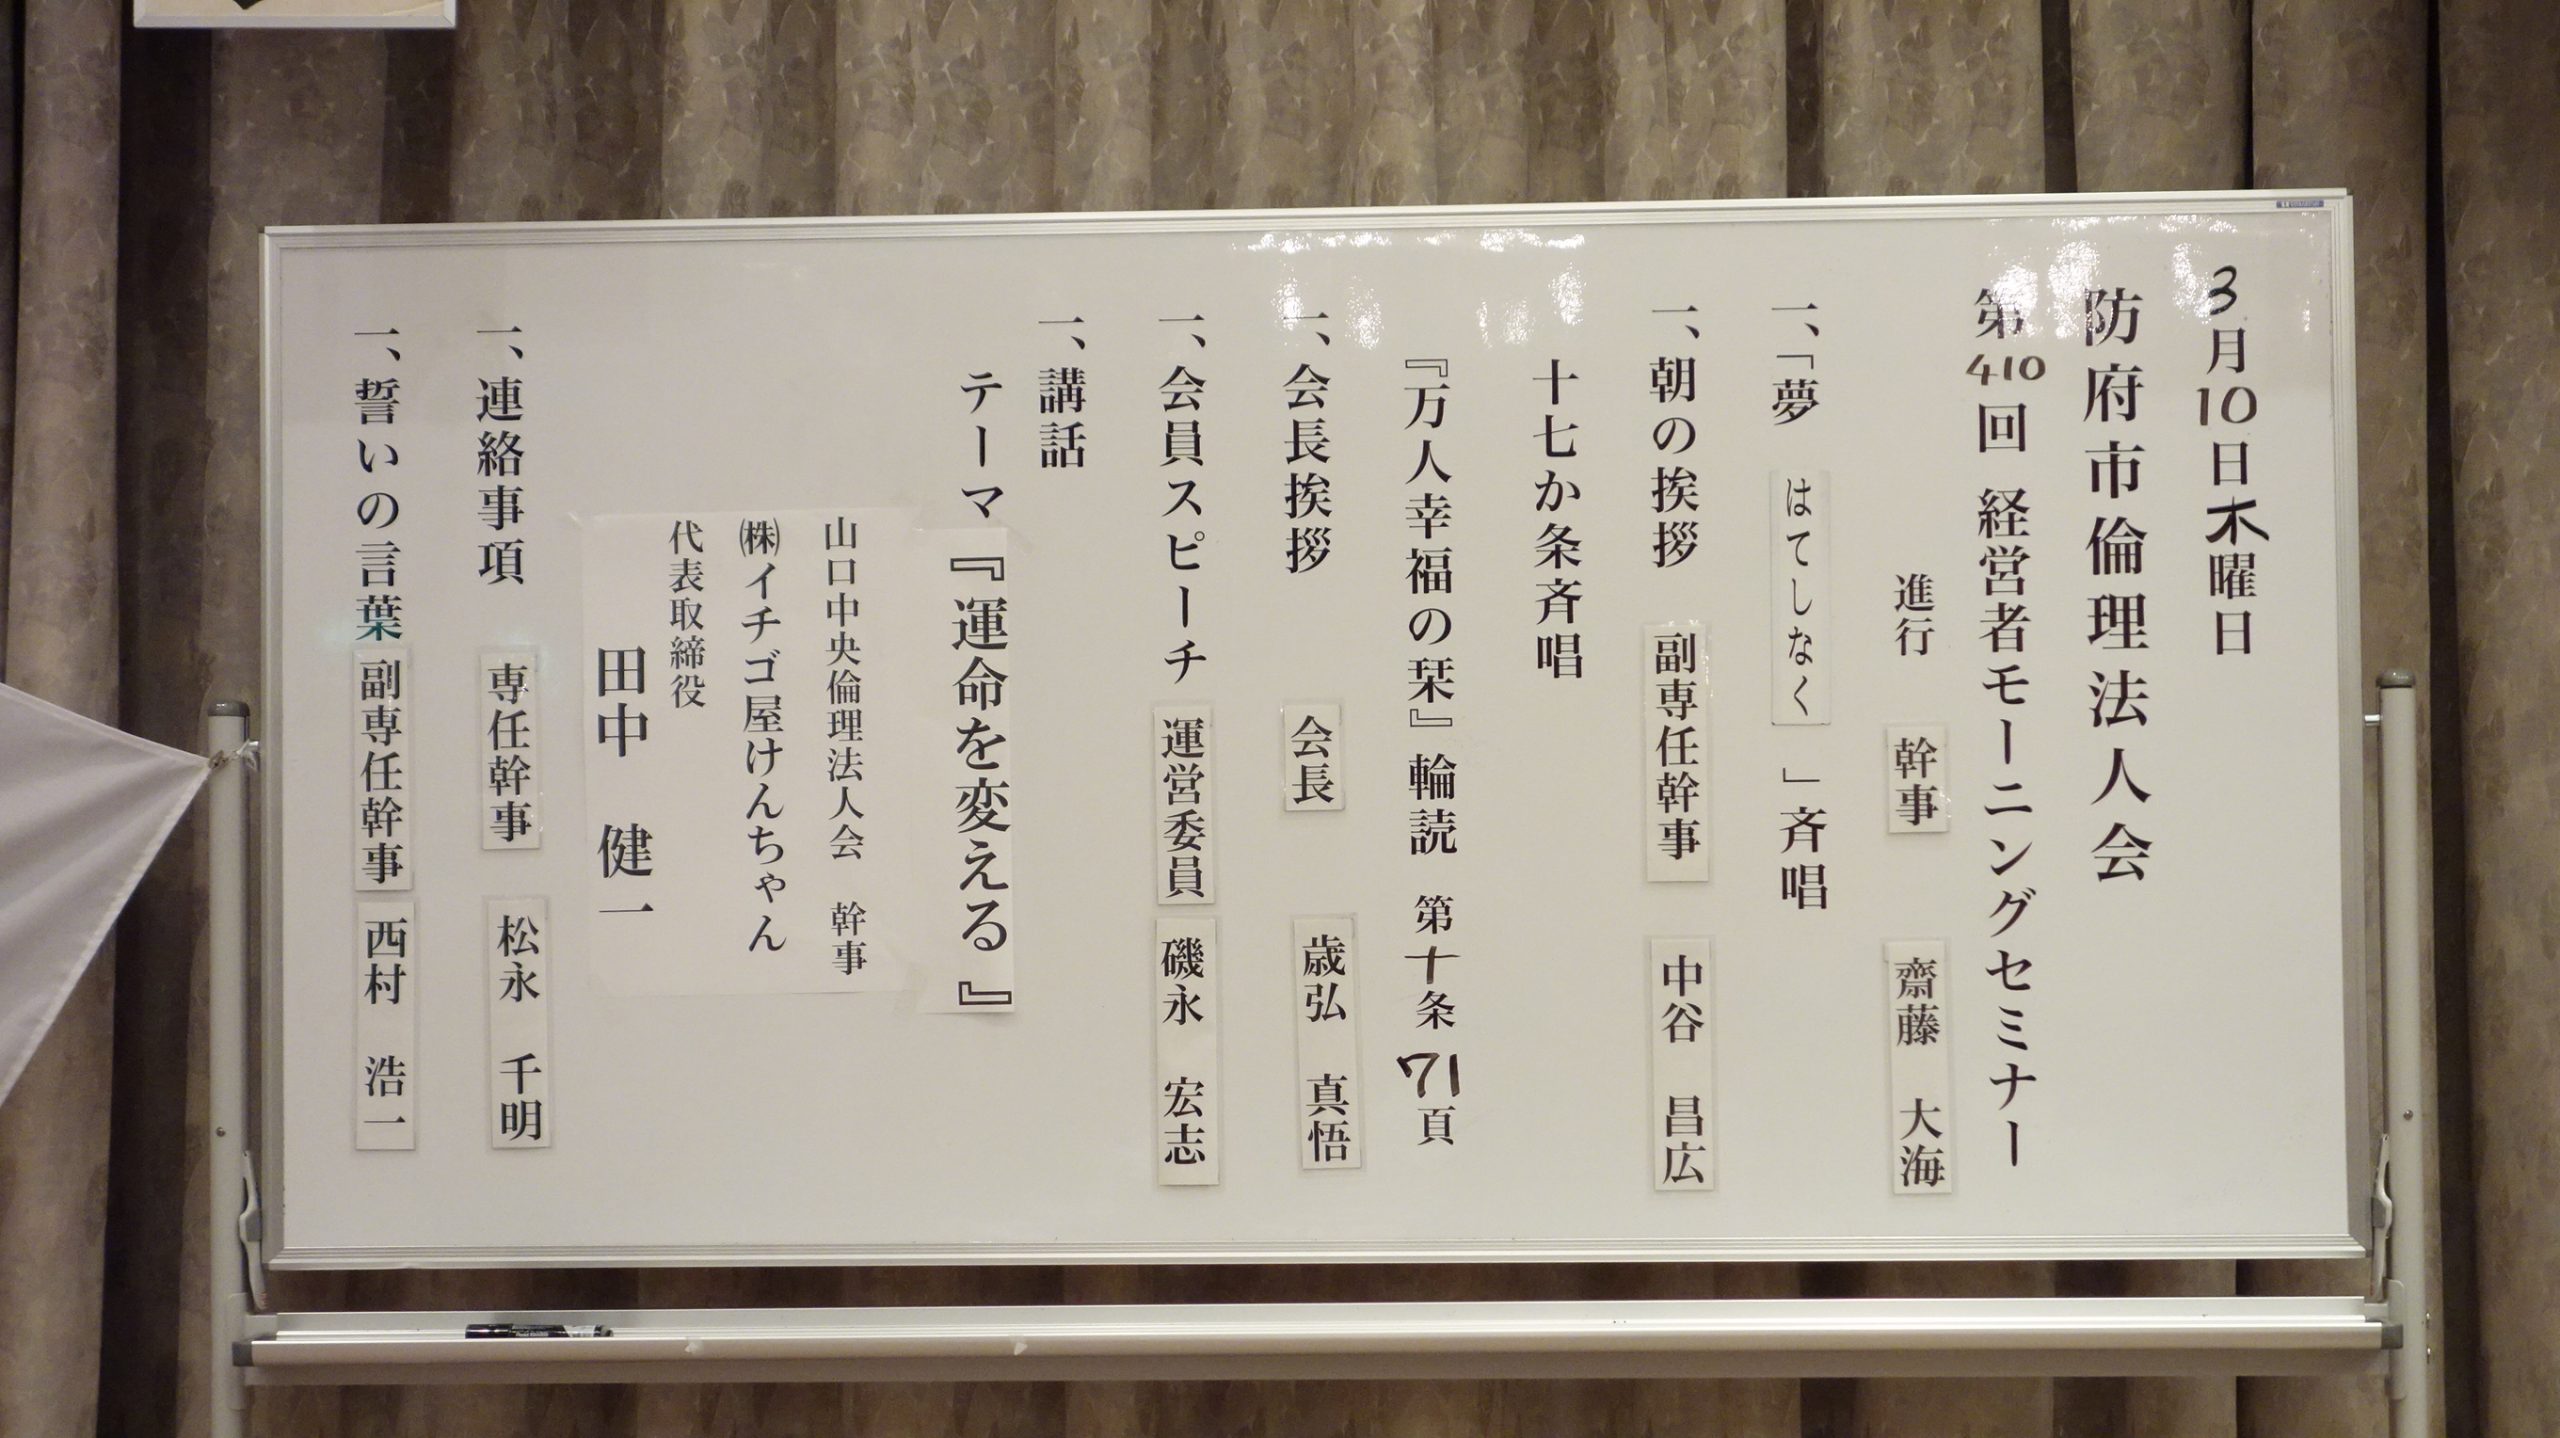 3月10日木曜日
防府市倫理法人会
第410回 経営者モーニングセミナー
進行 幹事 齋藤 大海
一、「夢 はてしなく 」斉唱
一、朝の挨拶 副専任幹事 中谷 昌広
十七か条斉唱
『万人幸福の栞』輪読 第十条 71頁
一、会長挨拶 会長 歳弘 真悟
一、会員スピーチ 運営委員 磯永 宏志
一、講話
テーマ『運命を変える』
山口中央倫理法人会 幹事
㈱イチゴ屋けんちゃん
代表取締役
田中 健一
一、連絡事項 専任幹事 松永 千明
一、誓いの言葉 副専任幹事 西村 浩一